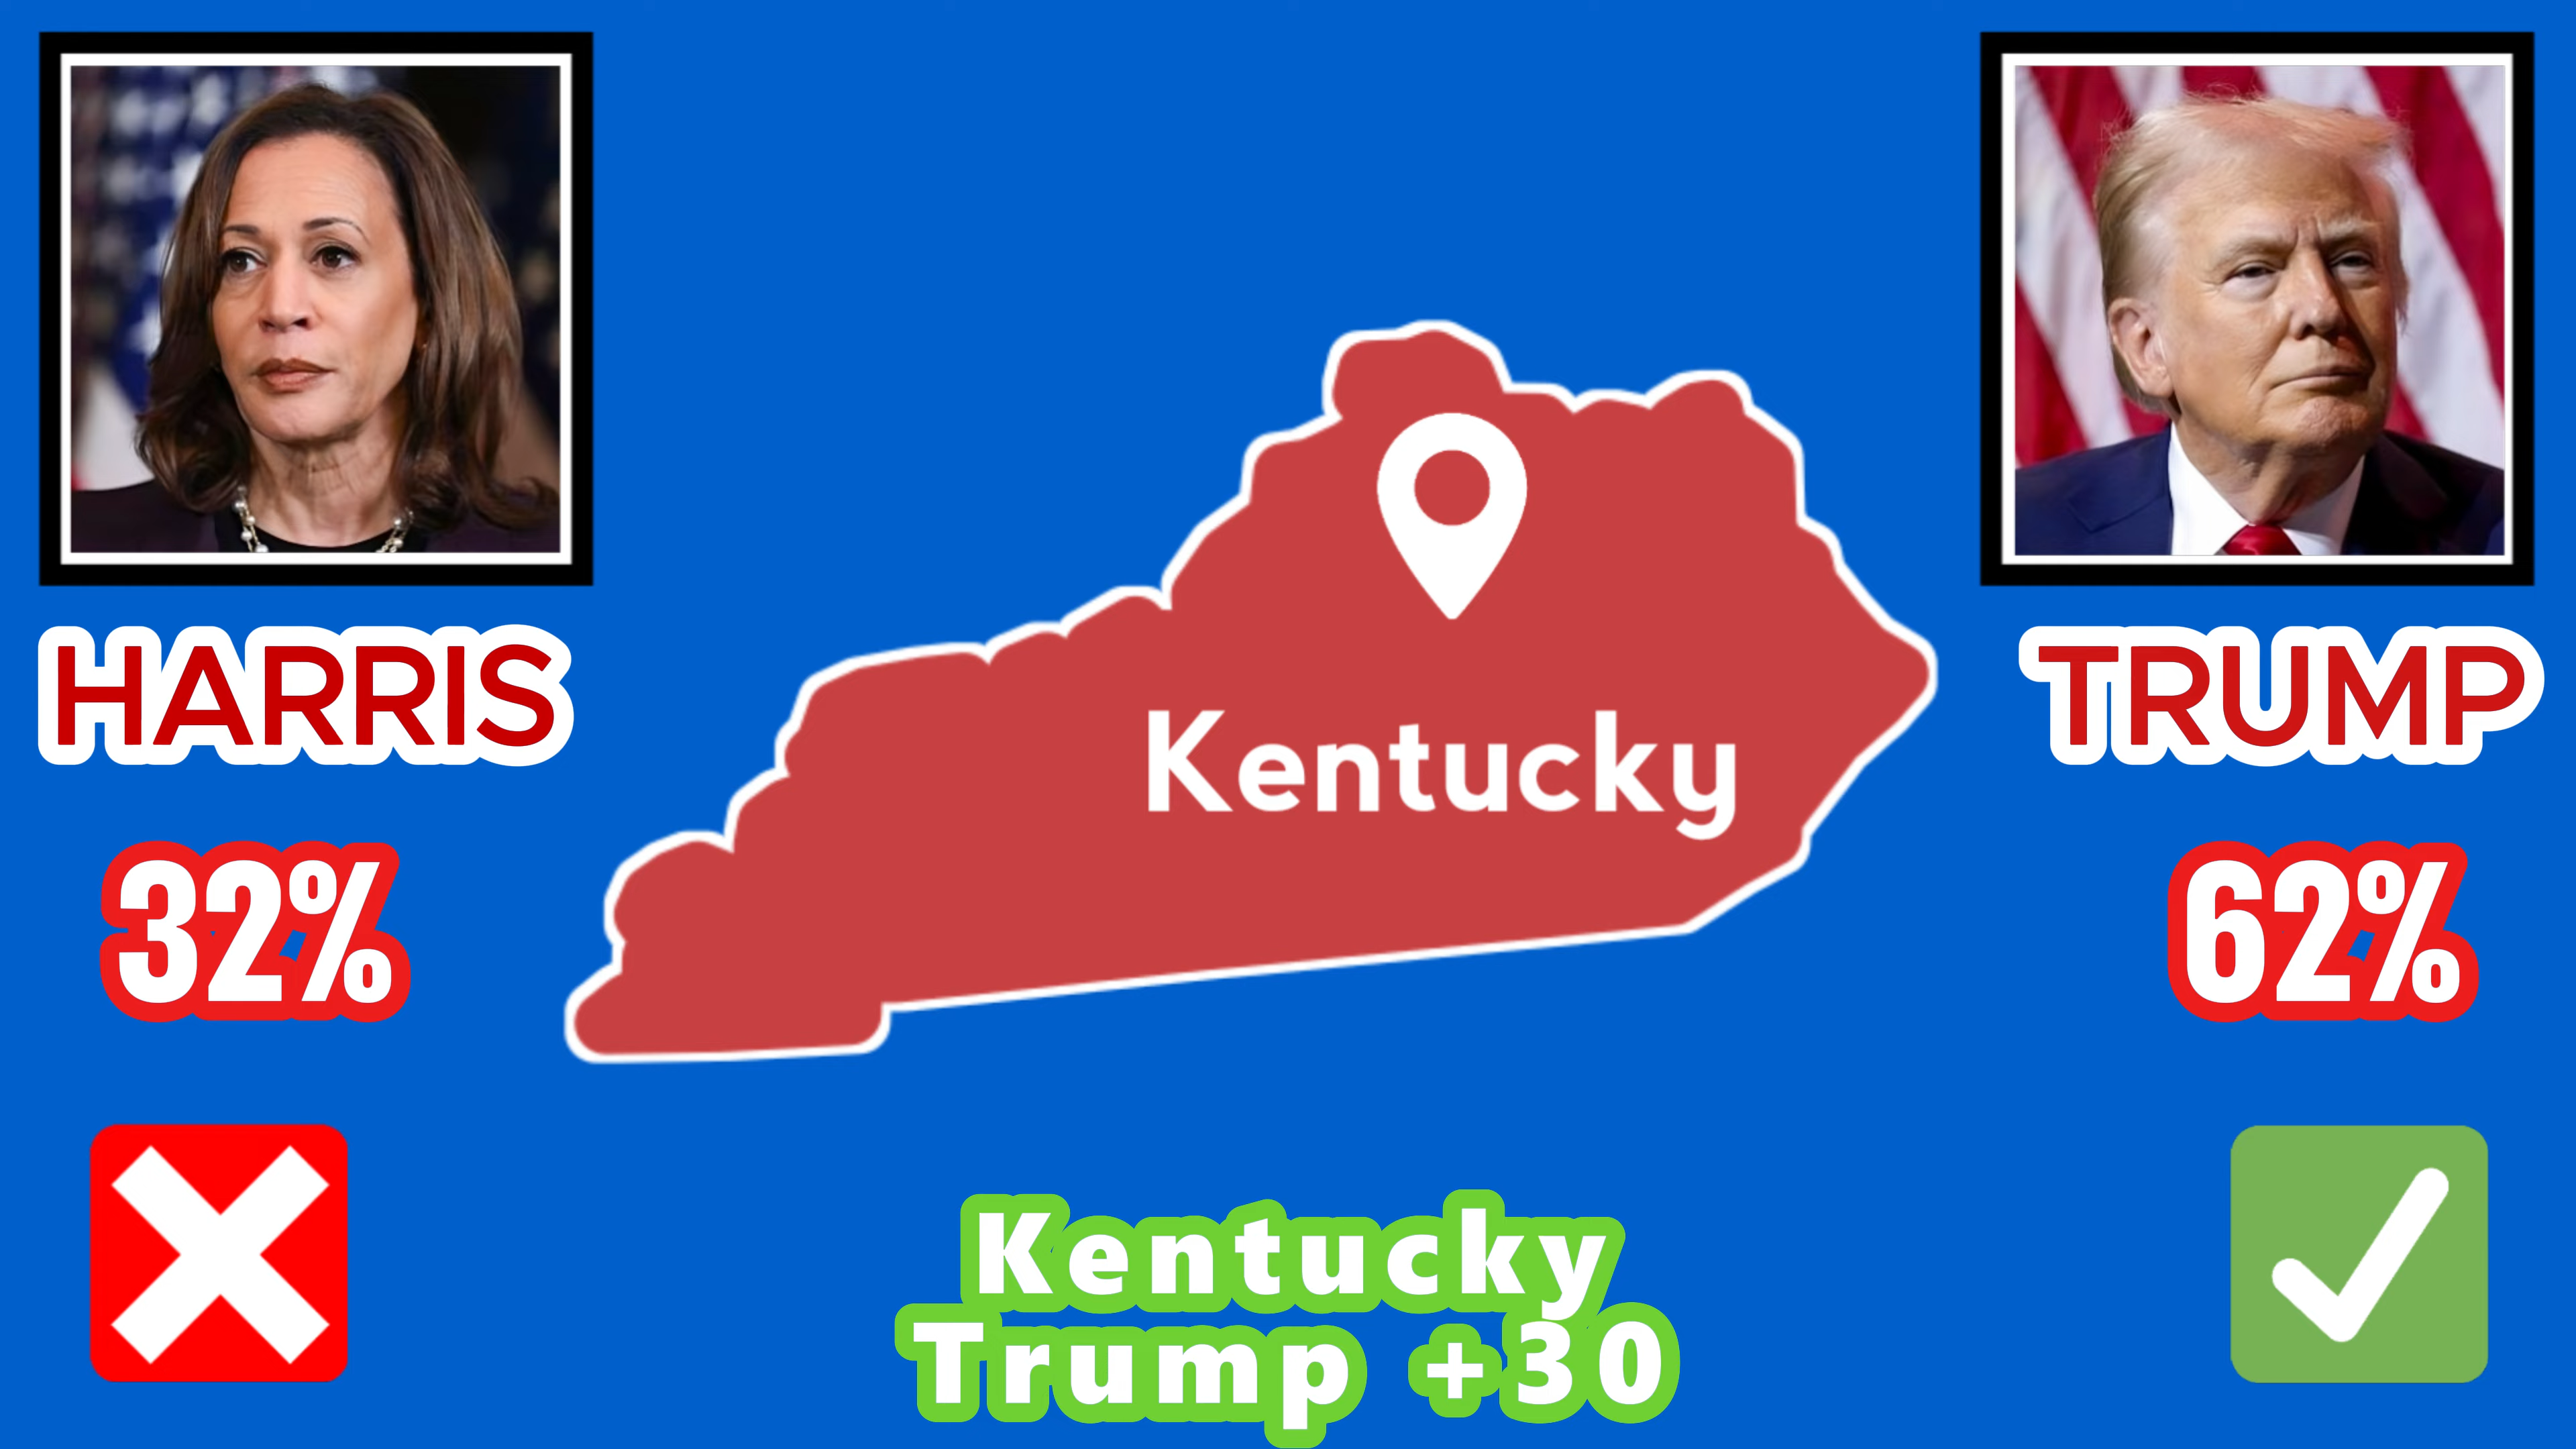 HARRIS
TRUMP
Kentucky
32%
62%
Kentucky
Trump +30